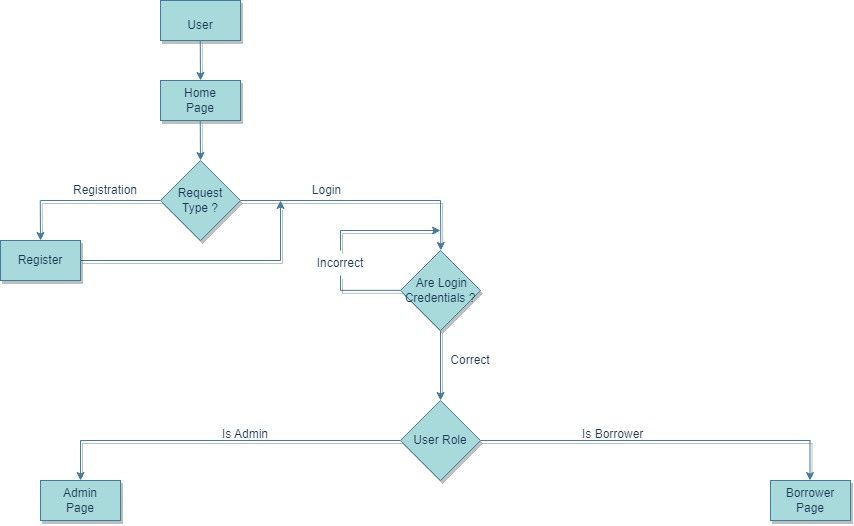 User
Home
Page
Registration
Request
Type ?
Login
Register
Incorrect
Are Login
Credentials ?
Correct
Is Admin
User Role
Is Borrower
Admin
Page
Borrower
Page